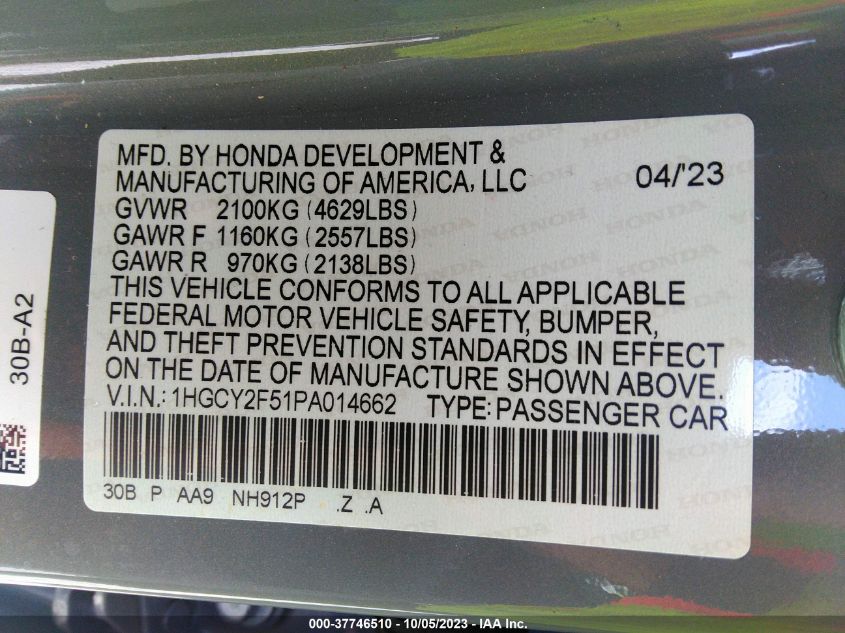 MFD. BY HONDA DEVELOPMENT &
MANUFACTURING OF AMERICA, LLC 04/'23
GVWR 2100KG (4629LBS)
GAWR F 1160KG (2557LBS)
GAWR R 970KG (2138LBS)
THIS VEHICLE CONFORMS TO ALL APPLICABLE
FEDERAL MOTOR VEHICLE SAFETY, BUMPER,
AND THEFT PREVENTION STANDARDS IN EFFECT
ON THE DATE OF MANUFACTURE SHOWN ABOVE.
V.I.N.: 1HGCY2F51PA014662 TYPE: PASSENGER CAR
30B P AA9 NH912P .Z .A
30B-A2
000-37746510 - 10/05/2023 - IAA Inc.